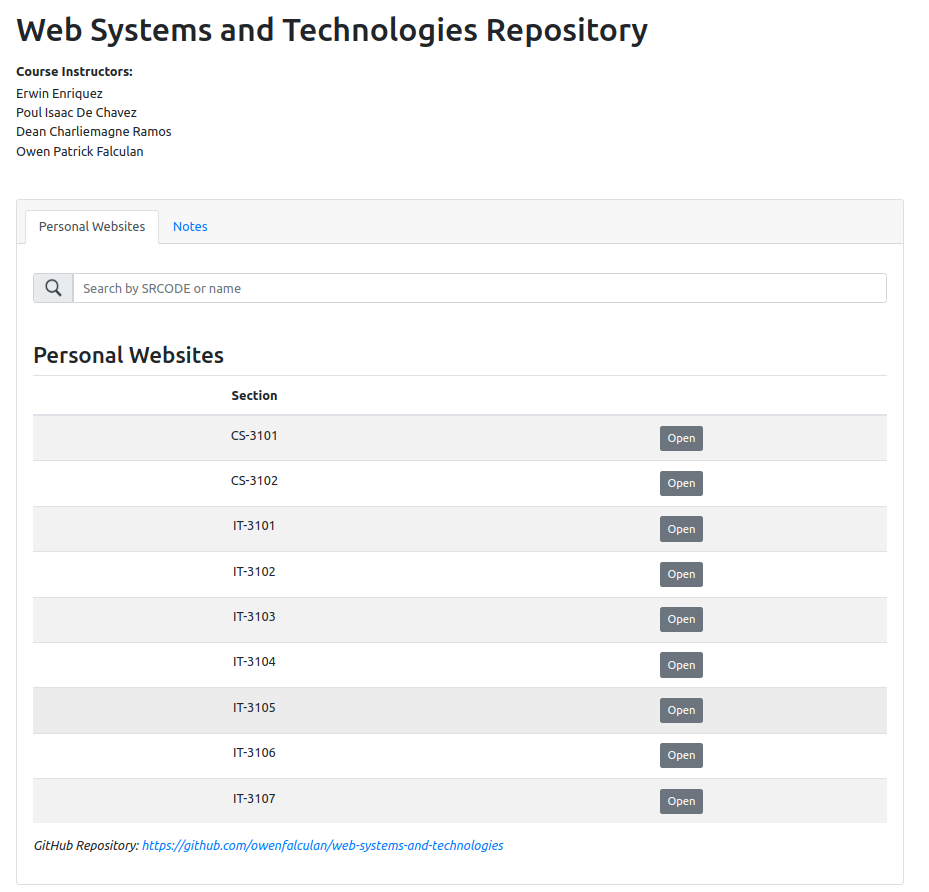 Web Systems and Technologies Repository
Course Instructors:
Erwin Enriquez
Poul Isaac De Chavez
Dean Charliemagne Ramos
Owen Patrick Falculan
Personal Websites Notes
Search by SRCODE or name
Personal Websites
Section
CS-3101 Open
CS-3102 Open
IT-3101 Open
IT-3102 Open
IT-3103 Open
IT-3104 Open
IT-3105 Open
IT-3106 Open
IT-3107 Open
GitHub Repository: https://github.com/owenfalculan/web-systems-and-technologies